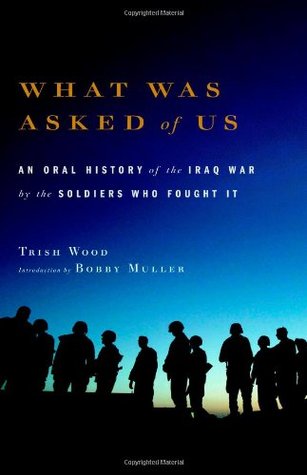 Copyrighted Material
WHAT WAS
ASKED of US
AN ORAL HISTORY of the IRAQ WAR
by the SOLDIERS WHO FOUGHT IT
TRISH WOOD
Introduction by BOBBY MULLER
Copyrighted Material